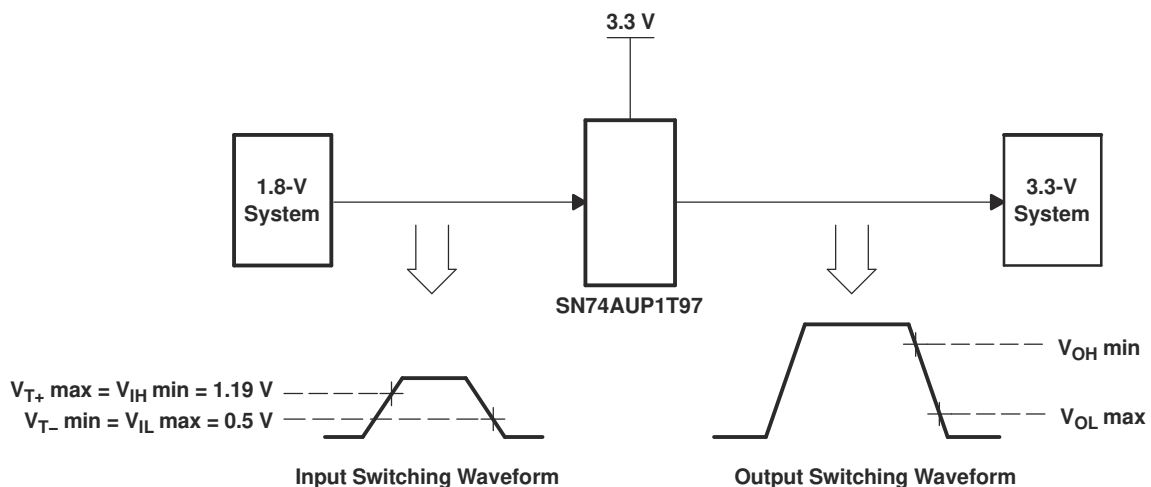 3.3 V
1.8-V
System
3.3-V
System
SN74AUP1T97
VT+ max = VIH min = 1.19 V
VT− min = VIL max = 0.5 V
VOH min
VOL max
Input Switching Waveform
Output Switching Waveform